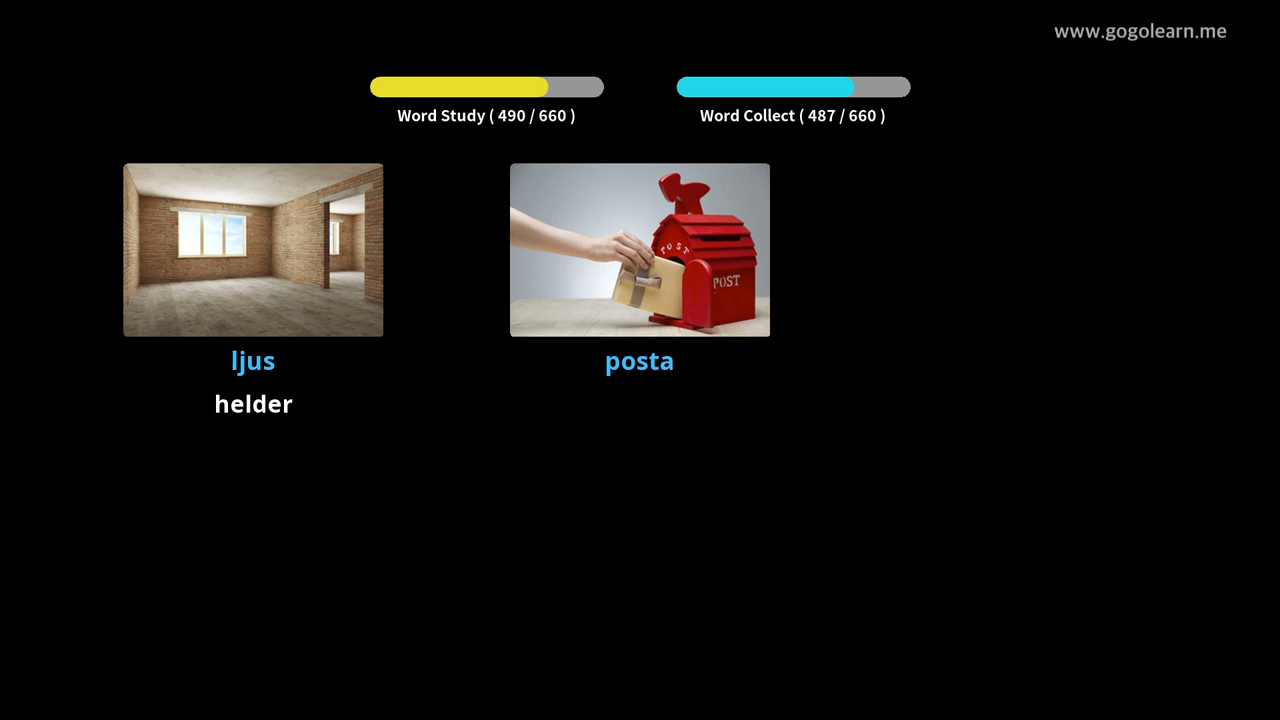 www.gogolearn.me
Word Study ( 490 / 660 )
Word Collect ( 487 / 660 )
POST
POST
ljus
posta
helder